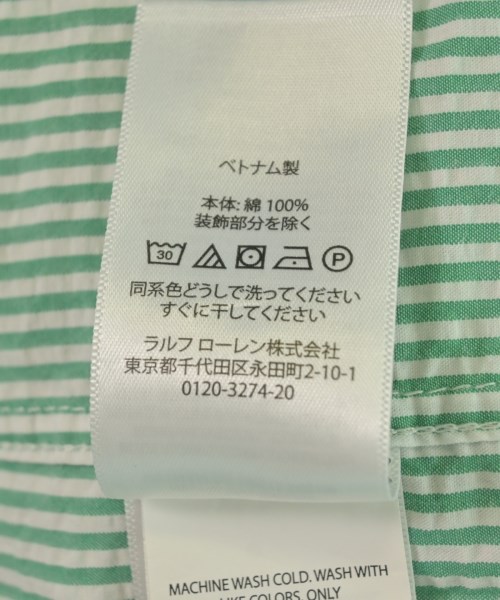 ベトナム製
本体: 綿 100%
装飾部分を除く
30
P
同系色どうしで洗ってください
すぐに干してください
ラルフ ローレン株式会社
東京都千代田区永田町2-10-1
0120-3274-20
MACHINE WASH COLD. WASH WITH
LIKE COLORS, ONLY